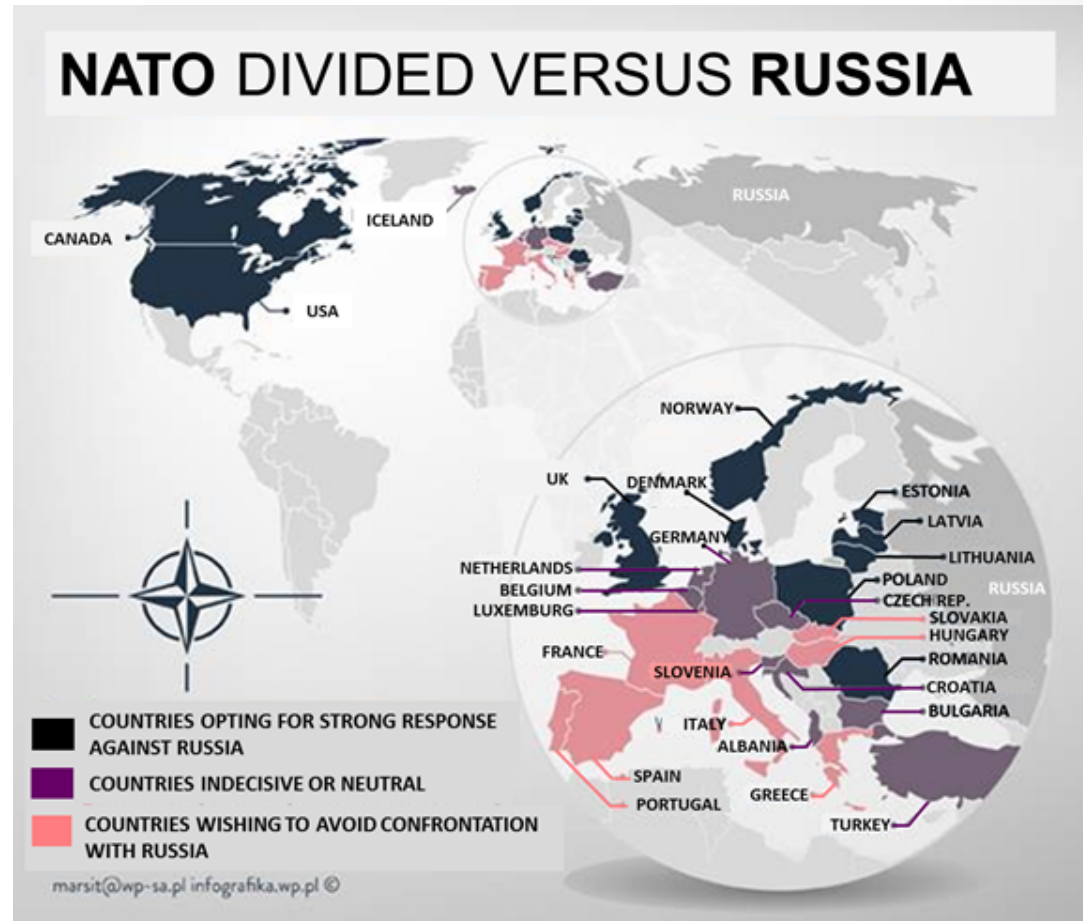 NATO DIVIDED VERSUS RUSSIA
RUSSIA
ICELAND
CANADA
USA
NORWAY
UK
DENMARK
ESTONIA
LATVIA
GERMANY
LITHUANIA
NETHERLANDS
POLAND
RUSSIA
BELGIUM
CZECH REP.
LUXEMBURG
SLOVAKIA
HUNGARY
FRANCE
ROMANIA
SLOVENIA
CROATIA
BULGARIA
ITALY
ALBANIA
SPAIN
GREECE
PORTUGAL
TURKEY
COUNTRIES OPTING FOR STRONG RESPONSE
AGAINST RUSSIA
COUNTRIES INDECISIVE OR NEUTRAL
COUNTRIES WISHING TO AVOID CONFRONTATION
WITH RUSSIA
marsit@wp-sa.pl infografika.wp.pl ©